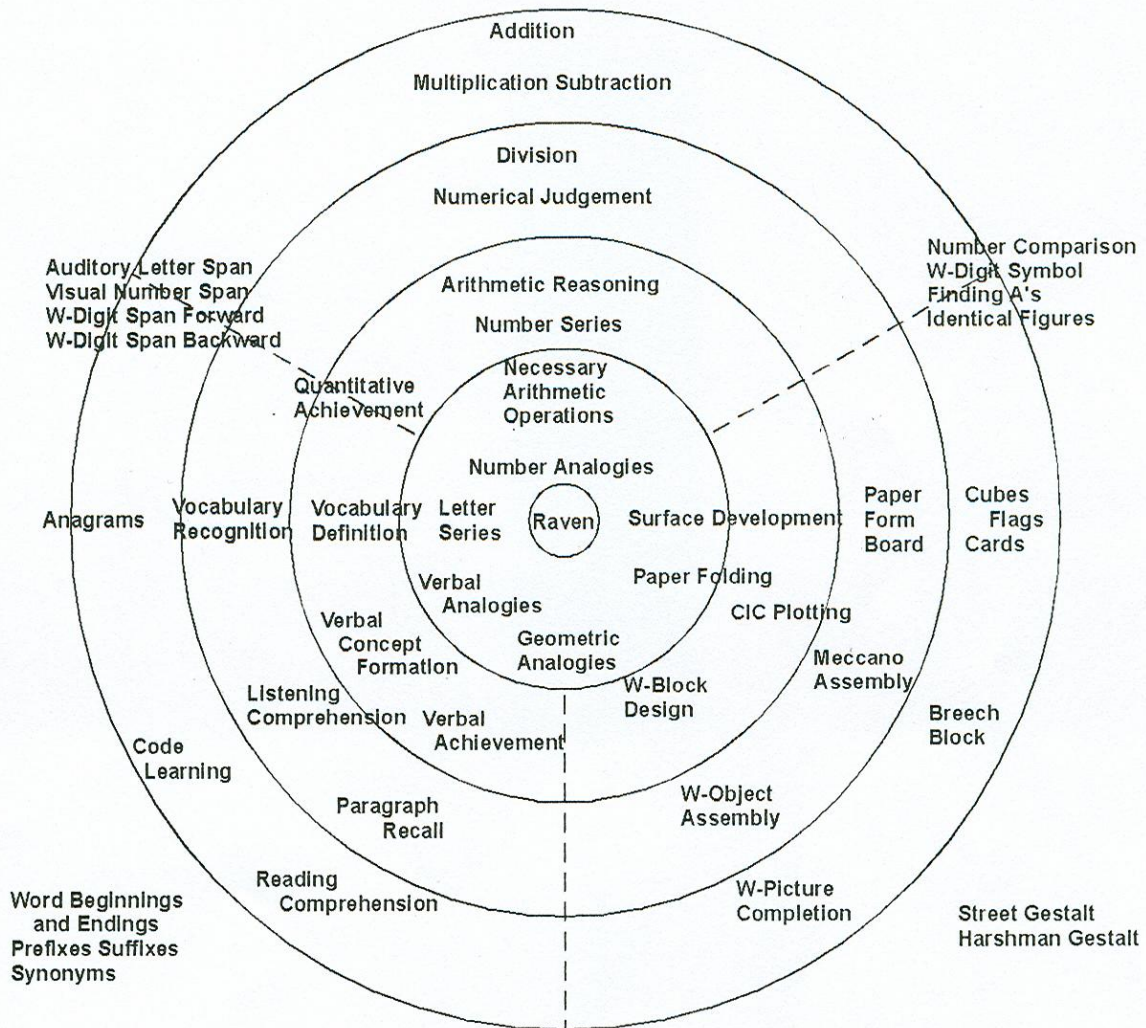 Addition
Multiplication Subtraction
Division
Numerical Judgement
Auditory Letter Span
Visual Number Span
W-Digit Span Forward
W-Digit Span Backward
Number Comparison
W-Digit Symbol
Finding A's
Identical Figures
Arithmetic Reasoning
Number Series
Quantitative
Achievement
Necessary
Arithmetic
Operations
Number Analogies
Anagrams
Vocabulary
Recognition
Vocabulary
Definition
Letter
Series
Raven
Surface Development
Paper
Form
Board
Cubes
Flags
Cards
Verbal
Analogies
Paper Folding
CIC Plotting
Verbal
Concept
Formation
Geometric
Analogies
W-Block
Design
Meccano
Assembly
Listening
Comprehension
Verbal
Achievement
Breech
Block
Code
Learning
Paragraph
Recall
W-Object
Assembly
Reading
Comprehension
W-Picture
Completion
Word Beginnings
and Endings
Prefixes Suffixes
Synonyms
Street Gestalt
Harshman Gestalt